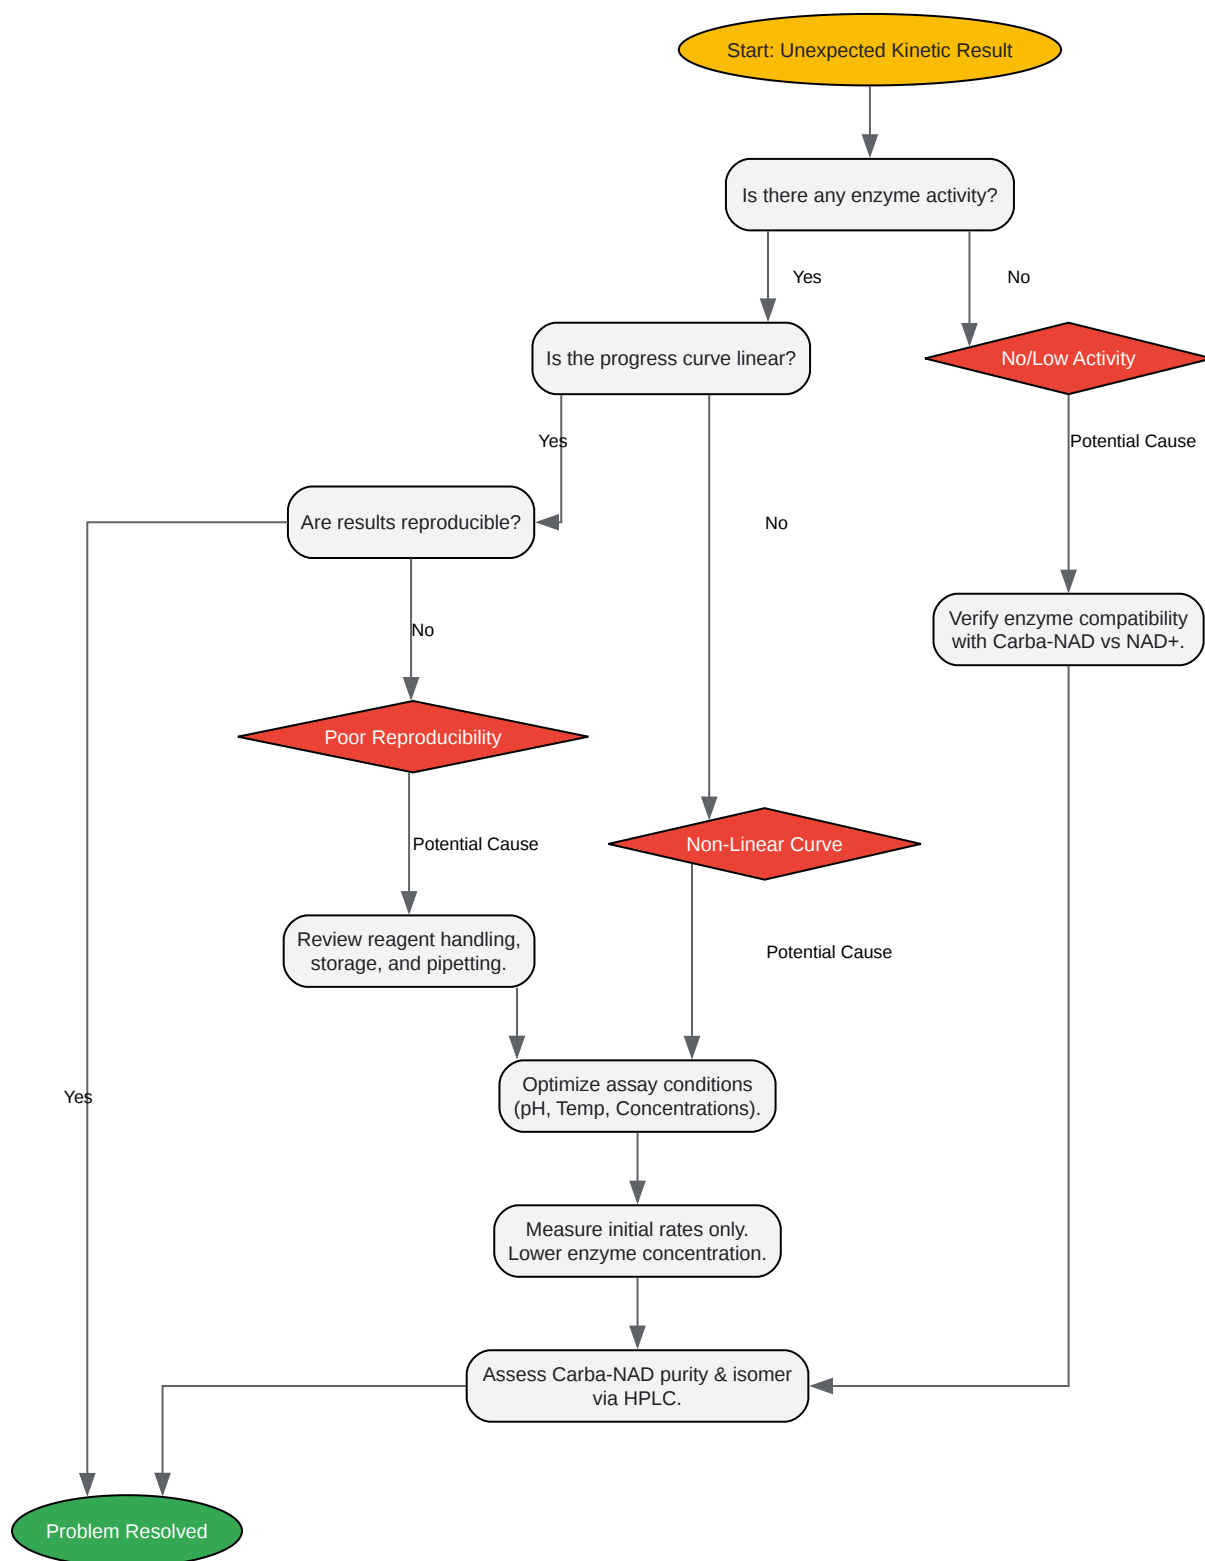 Start: Unexpected Kinetic Result
Is there any enzyme activity?
Yes
No
Is the progress curve linear?
No/Low Activity
Yes
Potential Cause
Are results reproducible?
No
Verify enzyme compatibility
with Carba-NAD vs NAD+.
No
Poor Reproducibility
Potential Cause
Non-Linear Curve
Review reagent handling,
storage, and pipetting.
Potential Cause
Optimize assay conditions
(pH, Temp, Concentrations).
Yes
Measure initial rates only.
Lower enzyme concentration.
Assess Carba-NAD purity & isomer
via HPLC.
Problem Resolved